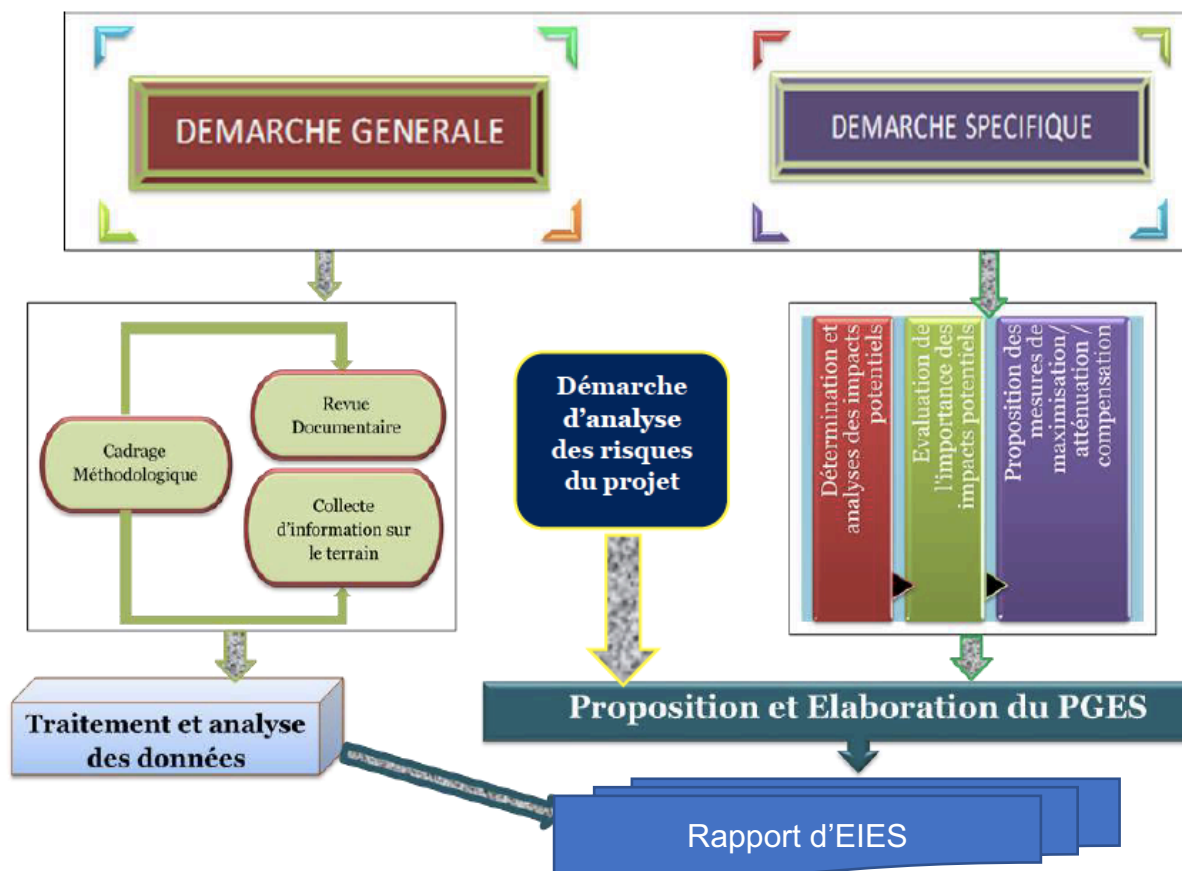 DEMARCHE GENERALE
DEMARCHE SPECIFIQUE
Cadrage
Méthodologique
Revue
Documentaire
Collecte
d'information sur
le terrain
Démarche
d'analyse
des risques
du projet
Détermination et
analyses des impacts
potentiels
Evaluation de
l'importance des
impacts potentiels
Proposition des
mesures de
maximisation/
atténuation /
compensation
Traitement et analyse
des données
Proposition et Elaboration du PGES
Rapport d'EIES